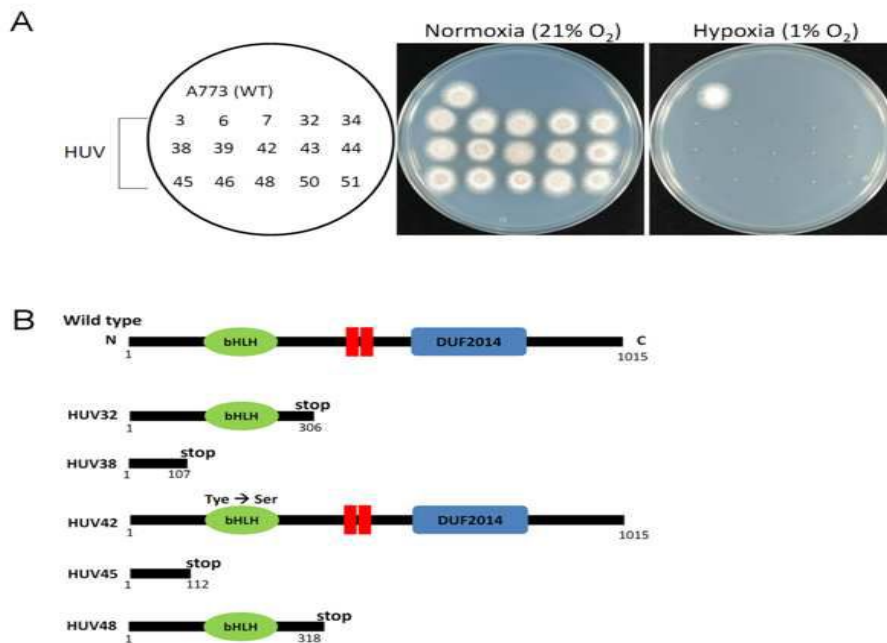 A
Normoxia (21% O₂)
Hypoxia (1% O₂)
A773 (WT)
3 6 7 32 34
HUV
38 39 42 43 44
45 46 48 50 51
B
Wild type
N bHLH DUF2014 C
1 1015
stop
HUV32 bHLH
1 306
stop
HUV38
1 107
Tye → Ser
HUV42 bHLH DUF2014
1 1015
stop
HUV45
1 112
stop
HUV48 bHLH
1 318